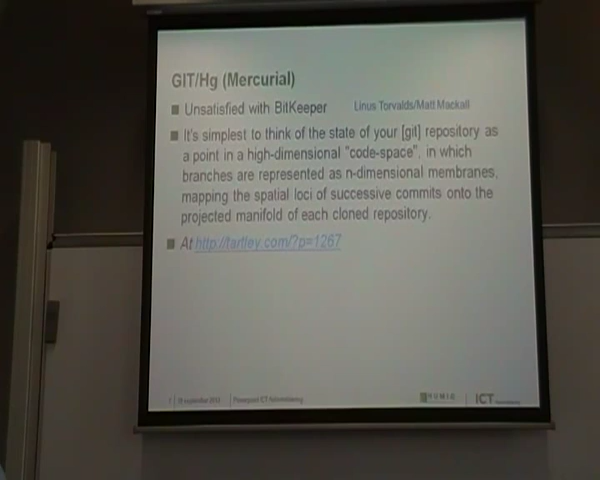 GIT/Hg (Mercurial)
Unsatisfied with BitKeeper Linus Torvalds/Matt Mackall
It's simplest to think of the state of your [git] repository as
a point in a high-dimensional "code-space", in which
branches are represented as n-dimensional membranes,
mapping the spatial loci of successive commits onto the
projected manifold of each cloned repository.
At http://tartley.com/?p=1267
ICT